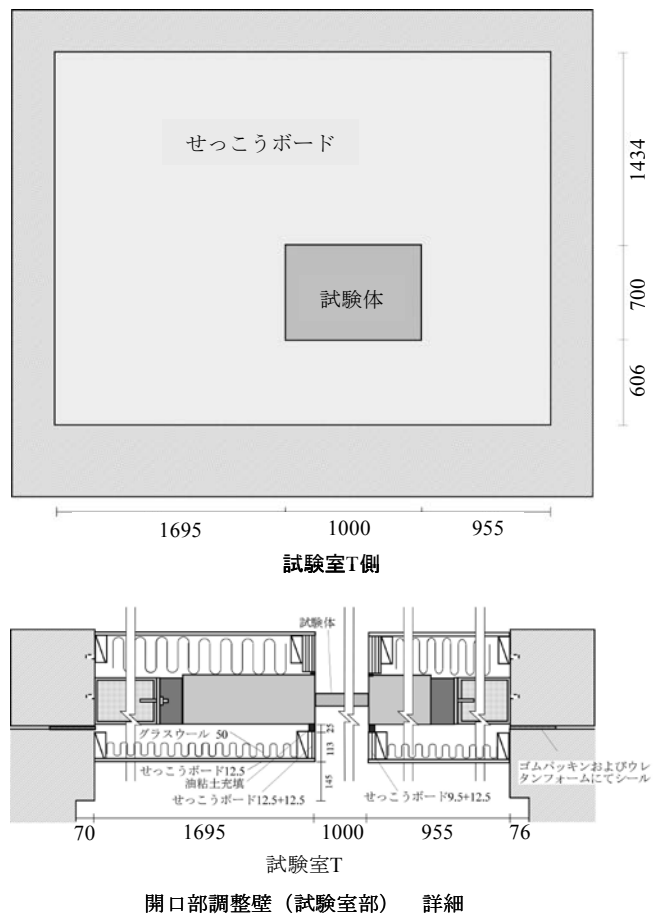 せっこうボード
試験体
1434
700
606
1695
1000
955
試験室T側
試験体
グラスウール 50
せっこうボード12.5
油粘土充填
せっこうボード12.5+12.5
25
113
145
せっこうボード9.5+12.5
ゴムパッキンおよびウレ
タンフォームにてシール
70
1695
1000
955
76
試験室T
開口部調整壁（試験室部） 詳細